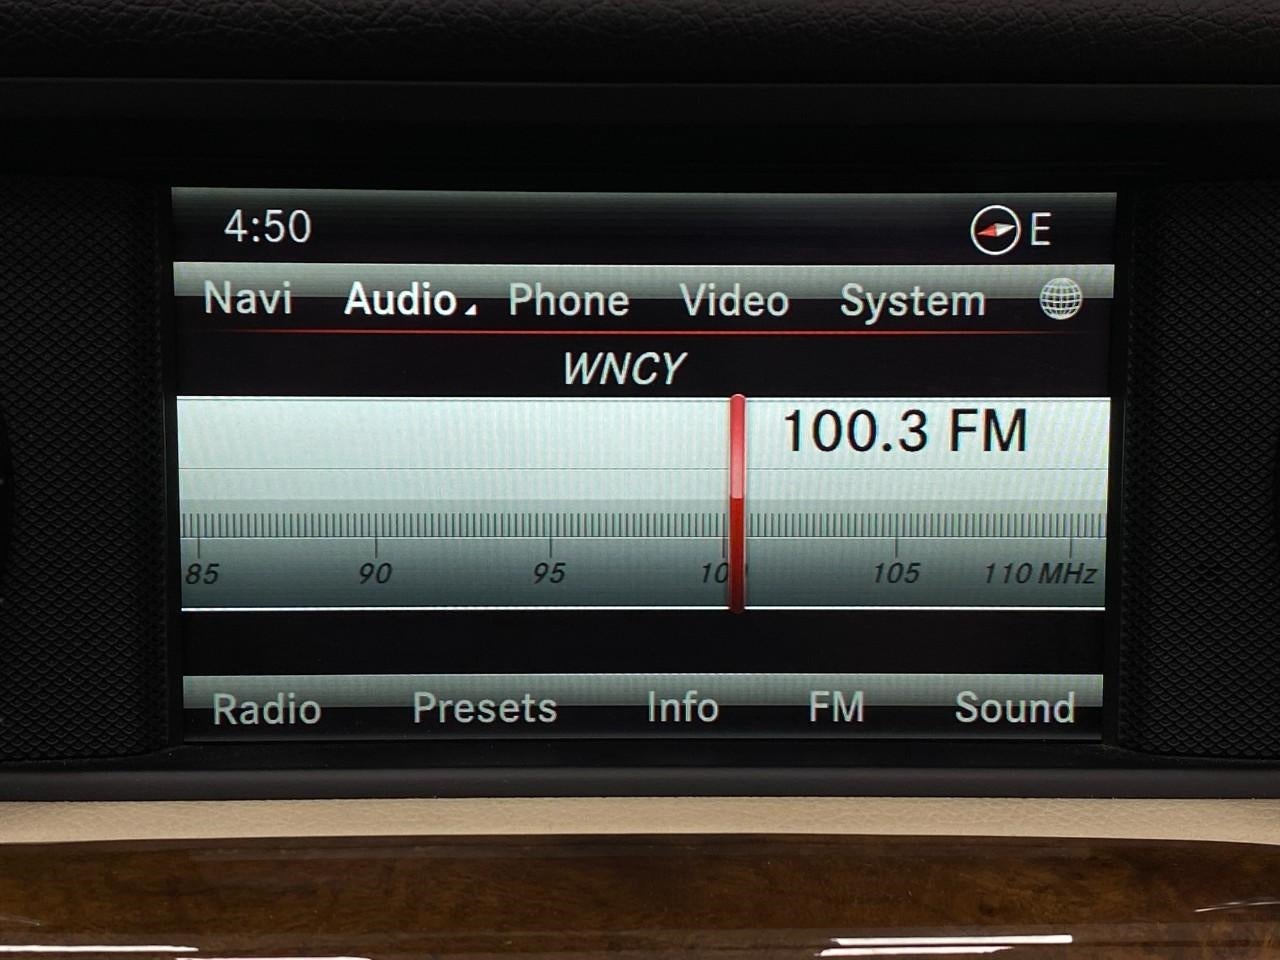 4:50 E
Navi Audio Phone Video System
WNCY
100.3 FM
85 90 95 10 105 110 MHz
Radio Presets Info FM Sound